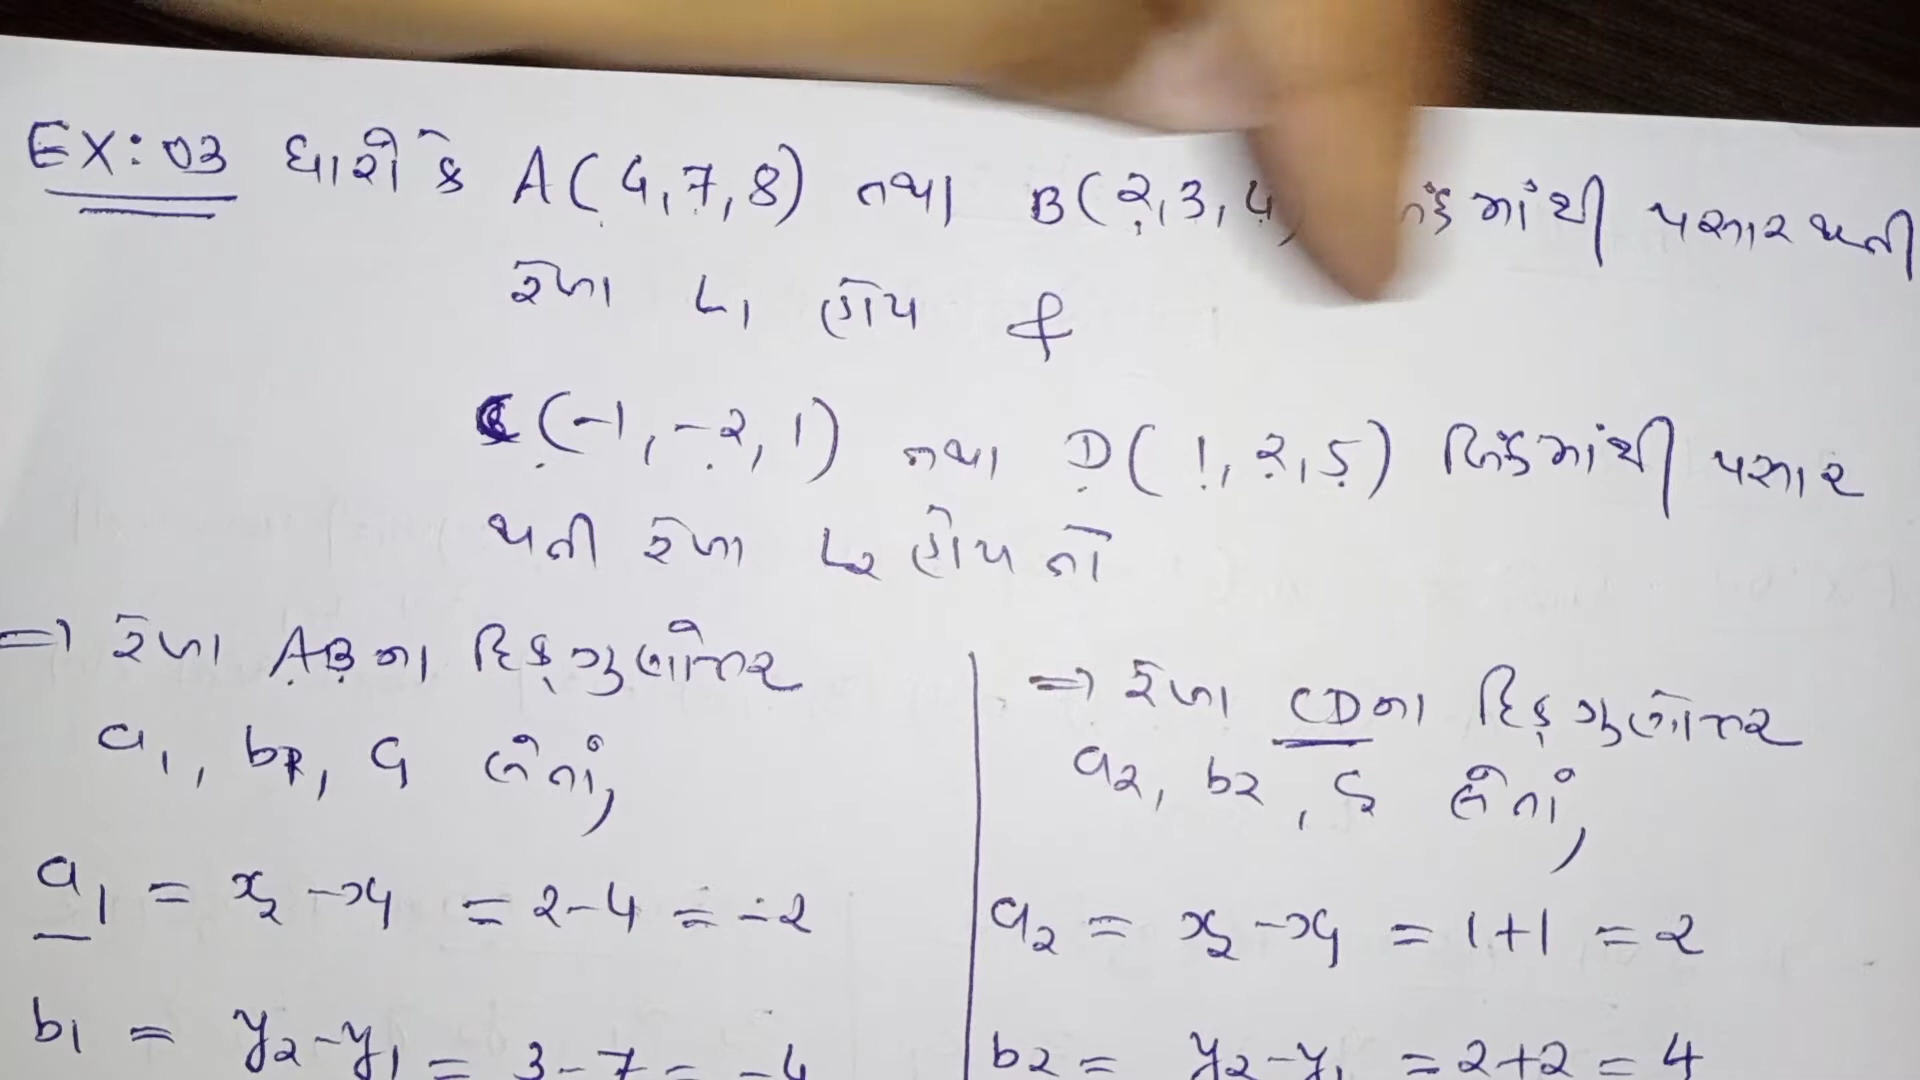 EX: 03 ધારો કે A(4,7,8) તથા B(2,3,4) માંથી પસાર થતી
રેખા L1 હોય &
C(-1,-2,1) તથા D(1,2,5) બિંદુમાંથી પસાર
થતી રેખા L2 હોય તો
⇒ રેખા ABના દિક્ગુણોત્તર
a1, b1, c1 લેતાં,
a1 = x2-x1 = 2-4 = -2
b1 = y2-y1 = 3-7 = -4
⇒ રેખા CDના દિક્ગુણોત્તર
a2, b2, c2 લેતાં,
a2 = x2-x1 = 1+1 = 2
b2 = y2-y1 = 2+2 = 4